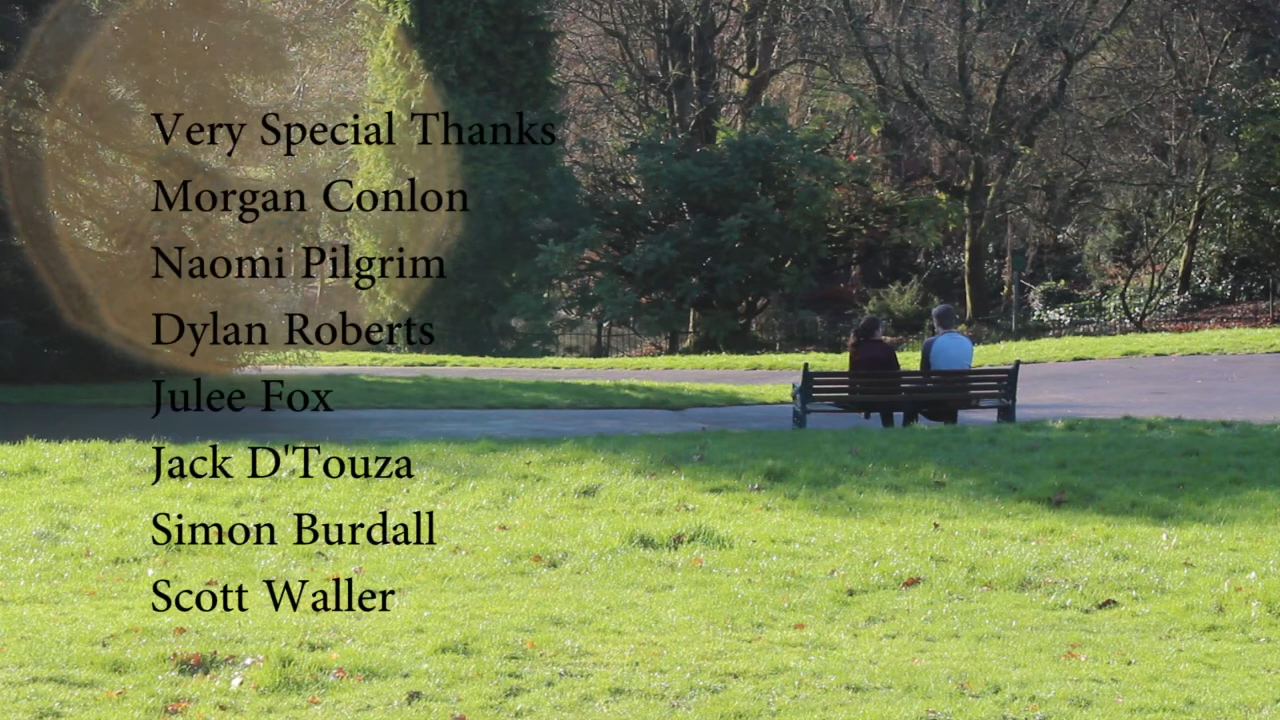 Very Special Thanks
Morgan Conlon
Naomi Pilgrim
Dylan Roberts
Julee Fox
Jack D'Touza
Simon Burdall
Scott Waller